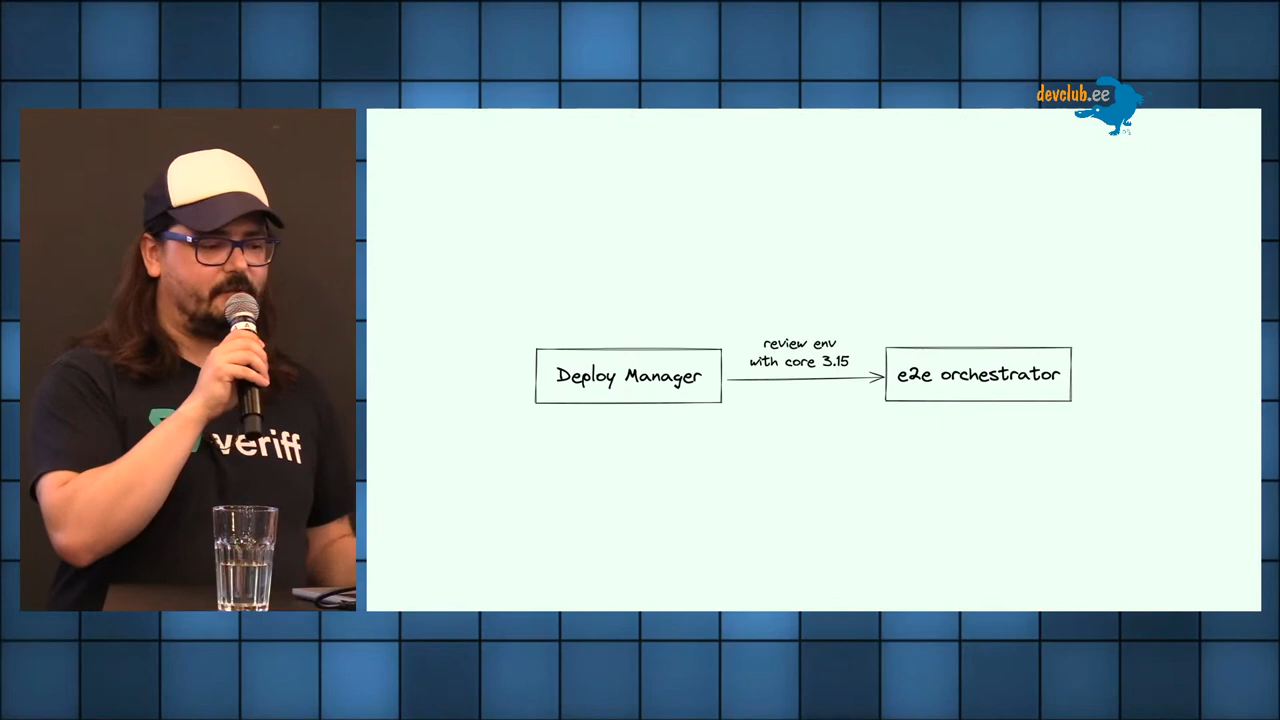 devclub.ee
veriff
review env
with core 3.15
Deploy Manager
e2e orchestrator